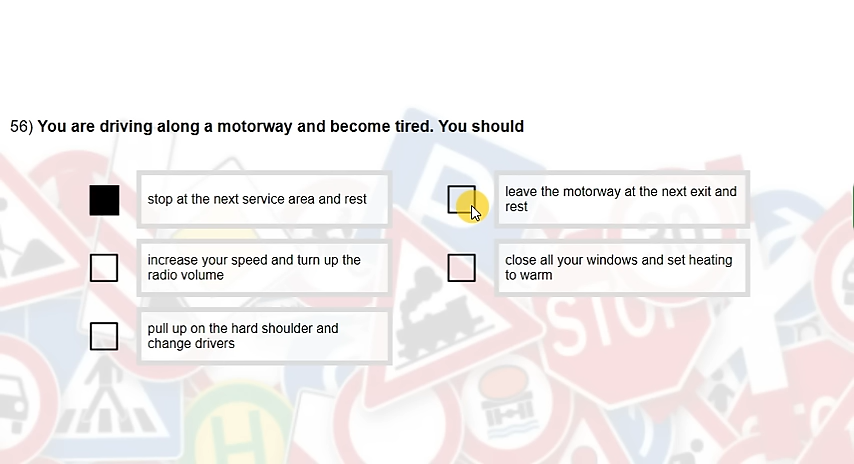 56) You are driving along a motorway and become tired. You should
stop at the next service area and rest
leave the motorway at the next exit and
rest
increase your speed and turn up the
radio volume
close all your windows and set heating
to warm
pull up on the hard shoulder and
change drivers
STOP
30
H